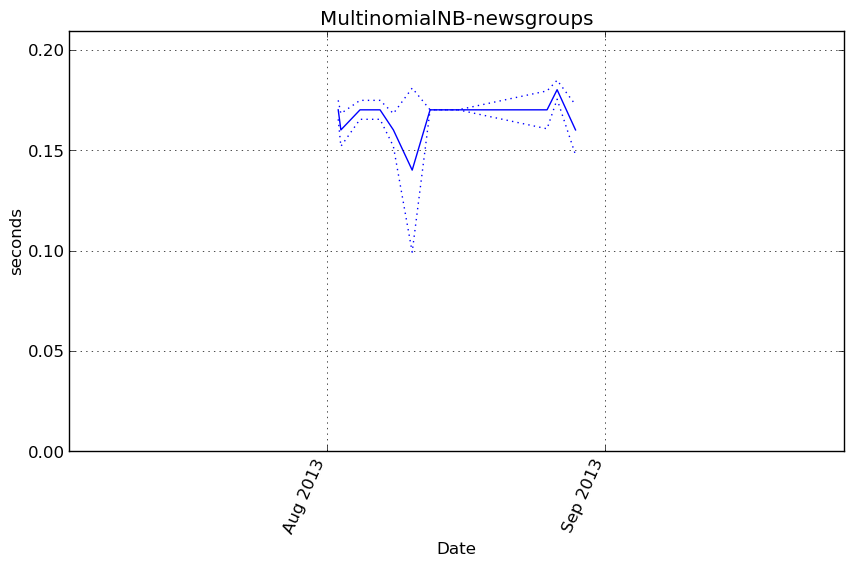 MultinomialNB-newsgroups
0.20
0.15
0.10
0.05
0.00
seconds
Aug 2013
Sep 2013
Date